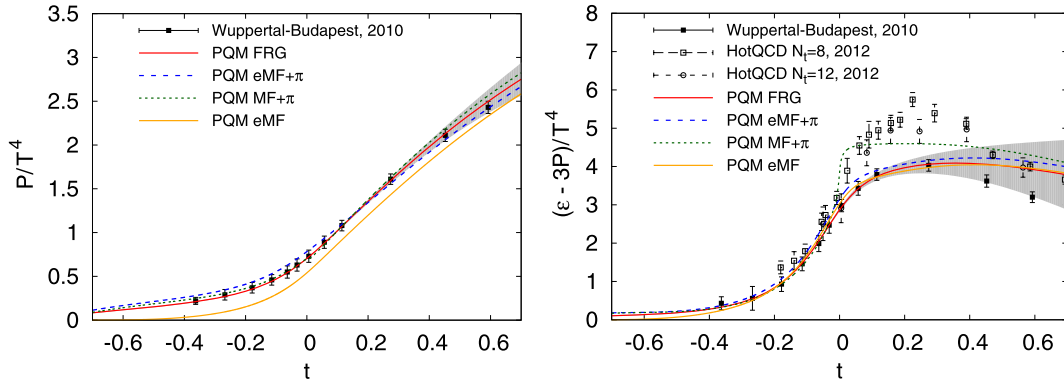 P/T⁴
3.5
3
2.5
2
1.5
1
0.5
0
-0.6
-0.4
-0.2
0
0.2
0.4
0.6
t
Wuppertal-Budapest, 2010
PQM FRG
PQM eMF+π
PQM MF+π
PQM eMF
(ε - 3P)/T⁴
7
6
5
4
3
2
1
0
-0.6
-0.4
-0.2
0
0.2
0.4
0.6
t
Wuppertal-Budapest, 2010
HotQCD Nₜ=8, 2012
HotQCD Nₜ=12, 2012
PQM FRG
PQM eMF+π
PQM MF+π
PQM eMF